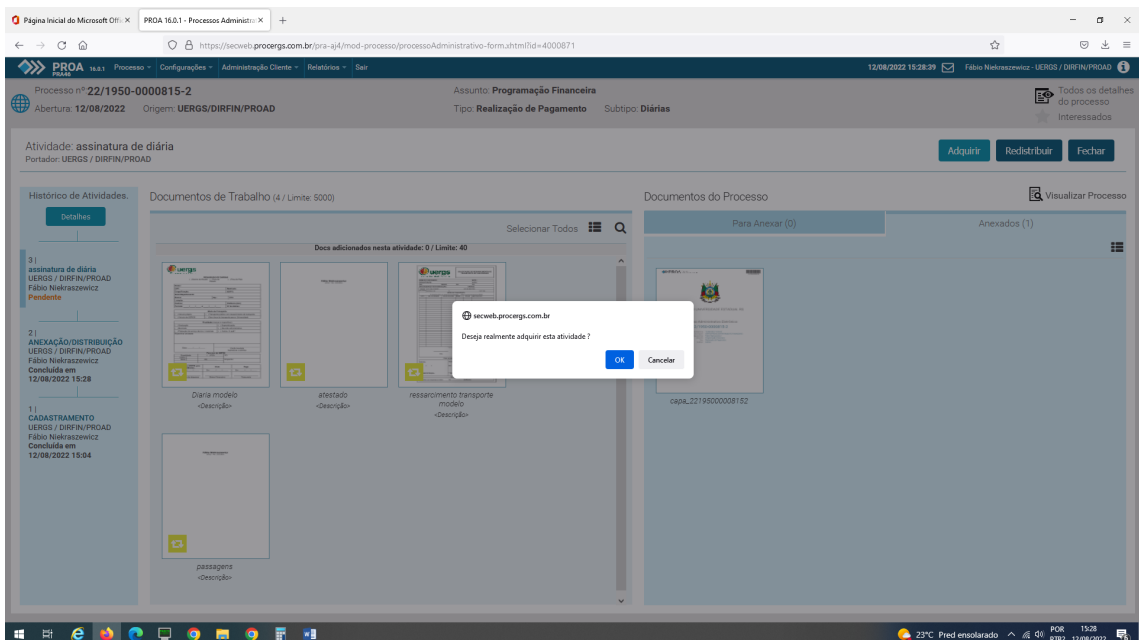 Página Inicial do Microsoft Offi
PROA 16.0.1 - Processos Administra
https://secweb.procergs.com.br/pra-aj4/mod-processo/processoAdministrativo-form.xhtml?id=4000871
PROA 16.0.1 Processo Configurações Administração Cliente Relatórios Sair
PRA46
12/08/2022 15:28:39 Fábio Niekraszewicz - UERGS / DIRFIN/PROAD
Processo nº 22/1950-0000815-2
Assunto: Programação Financeira
Todos os detalhes do processo
Abertura: 12/08/2022 Origem: UERGS/DIRFIN/PROAD
Tipo: Realização de Pagamento Subtipo: Diárias
Interessados
Atividade: assinatura de diária
Portador: UERGS / DIRFIN/PROAD
Adquirir Redistribuir Fechar
Histórico de Atividades.
Detalhes
3 |
assinatura de diária
UERGS / DIRFIN/PROAD
Fábio Niekraszewicz
Pendente
2 |
ANEXAÇÃO/DISTRIBUIÇÃO
UERGS / DIRFIN/PROAD
Fábio Niekraszewicz
Concluída em
12/08/2022 15:28
1 |
CADASTRAMENTO
UERGS / DIRFIN/PROAD
Fábio Niekraszewicz
Concluída em
12/08/2022 15:04
Documentos de Trabalho (4 / Limite: 5000)
Selecionar Todos
Docs adicionados nesta atividade: 0 / Limite: 40
uergs
uergs
Diaria modelo
<Descrição>
atestado
<Descrição>
ressarcimento transporte
modelo
<Descrição>
passagens
<Descrição>
secweb.procergs.com.br
Deseja realmente adquirir esta atividade ?
OK Cancelar
Documentos do Processo
Visualizar Processo
Para Anexar (0)
Anexados (1)
capa_22195000008152
23°C Pred ensolarado
POR
PTB2
15:28
12/08/2022